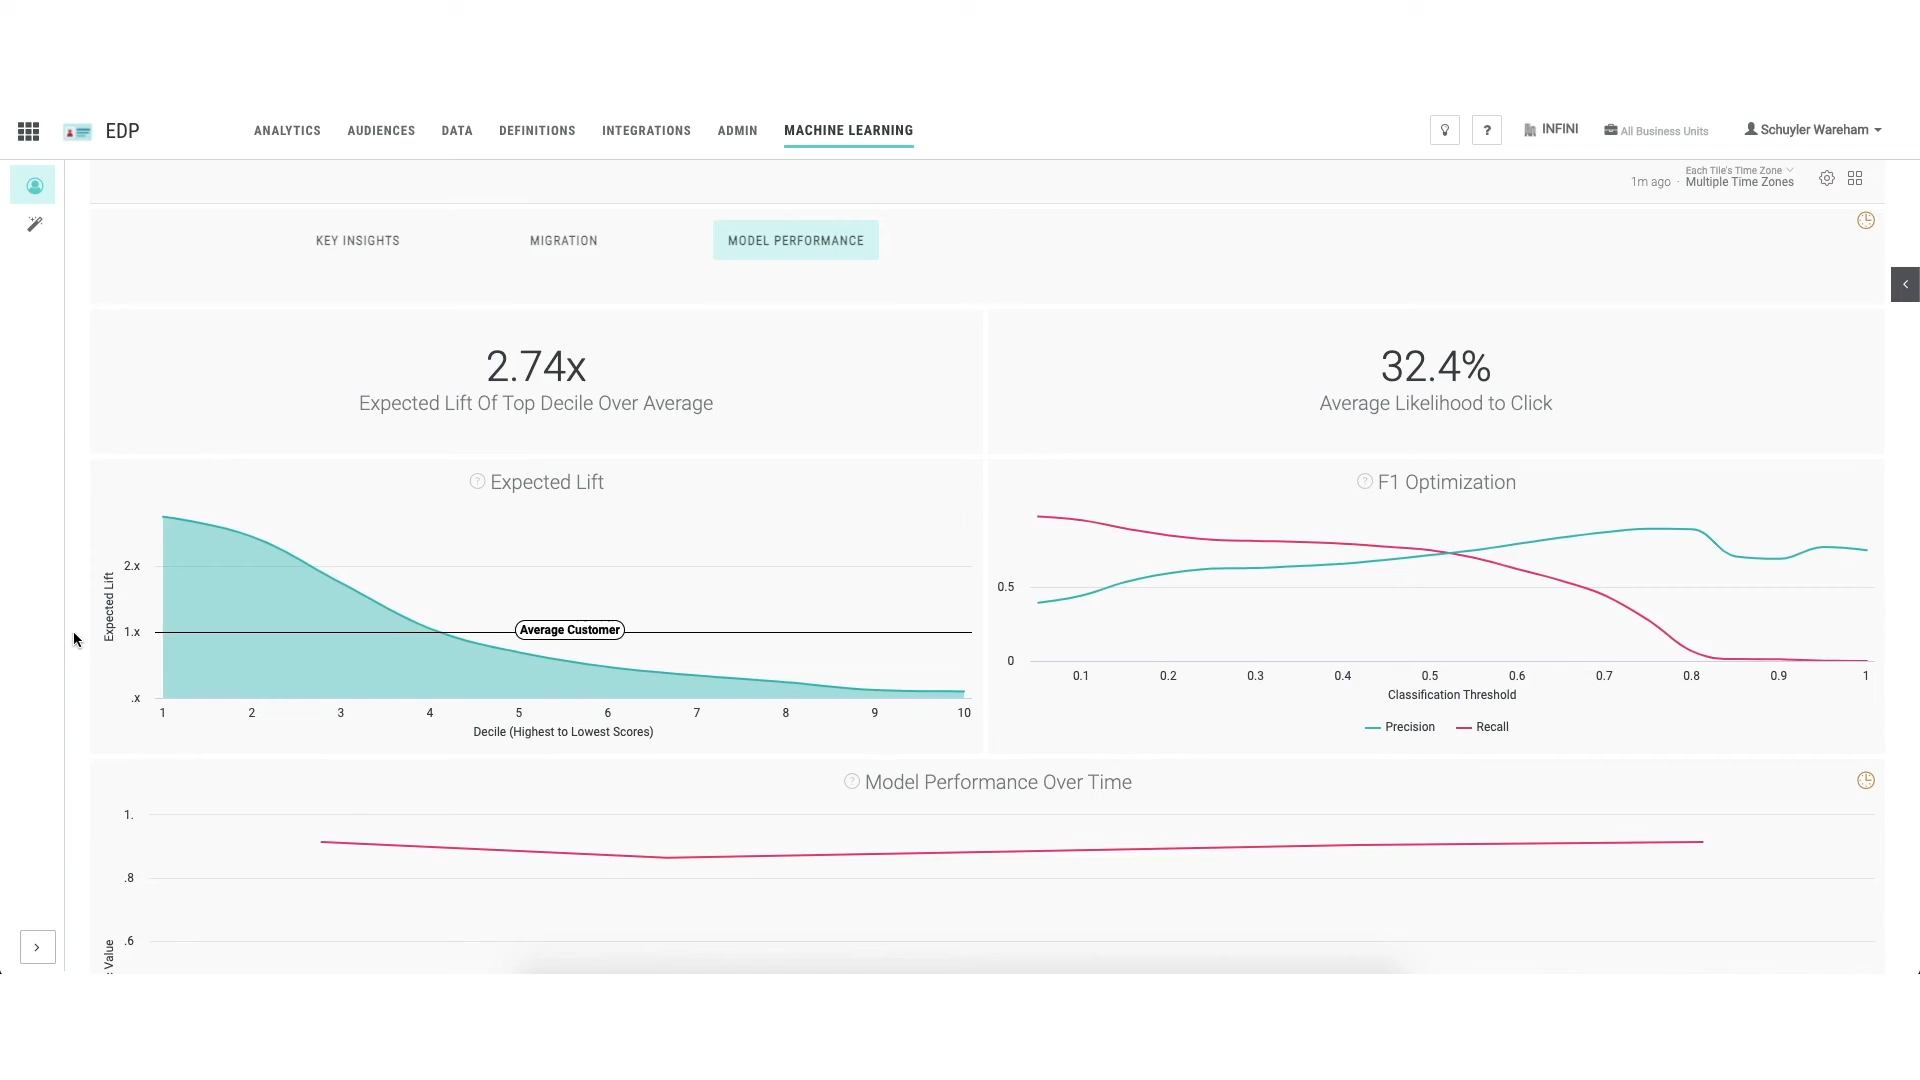 EDP
ANALYTICS AUDIENCES DATA DEFINITIONS INTEGRATIONS ADMIN MACHINE LEARNING
? INFINI All Business Units Schuyler Wareham
Each Tile's Time Zone
1m ago · Multiple Time Zones
KEY INSIGHTS MIGRATION MODEL PERFORMANCE
2.74x
Expected Lift Of Top Decile Over Average
32.4%
Average Likelihood to Click
? Expected Lift
Expected Lift
2.x
1.x
.x
Average Customer
1 2 3 4 5 6 7 8 9 10
Decile (Highest to Lowest Scores)
? F1 Optimization
0.5
0
0.1 0.2 0.3 0.4 0.5 0.6 0.7 0.8 0.9 1
Classification Threshold
Precision Recall
? Model Performance Over Time
1.
.8
.6
Value